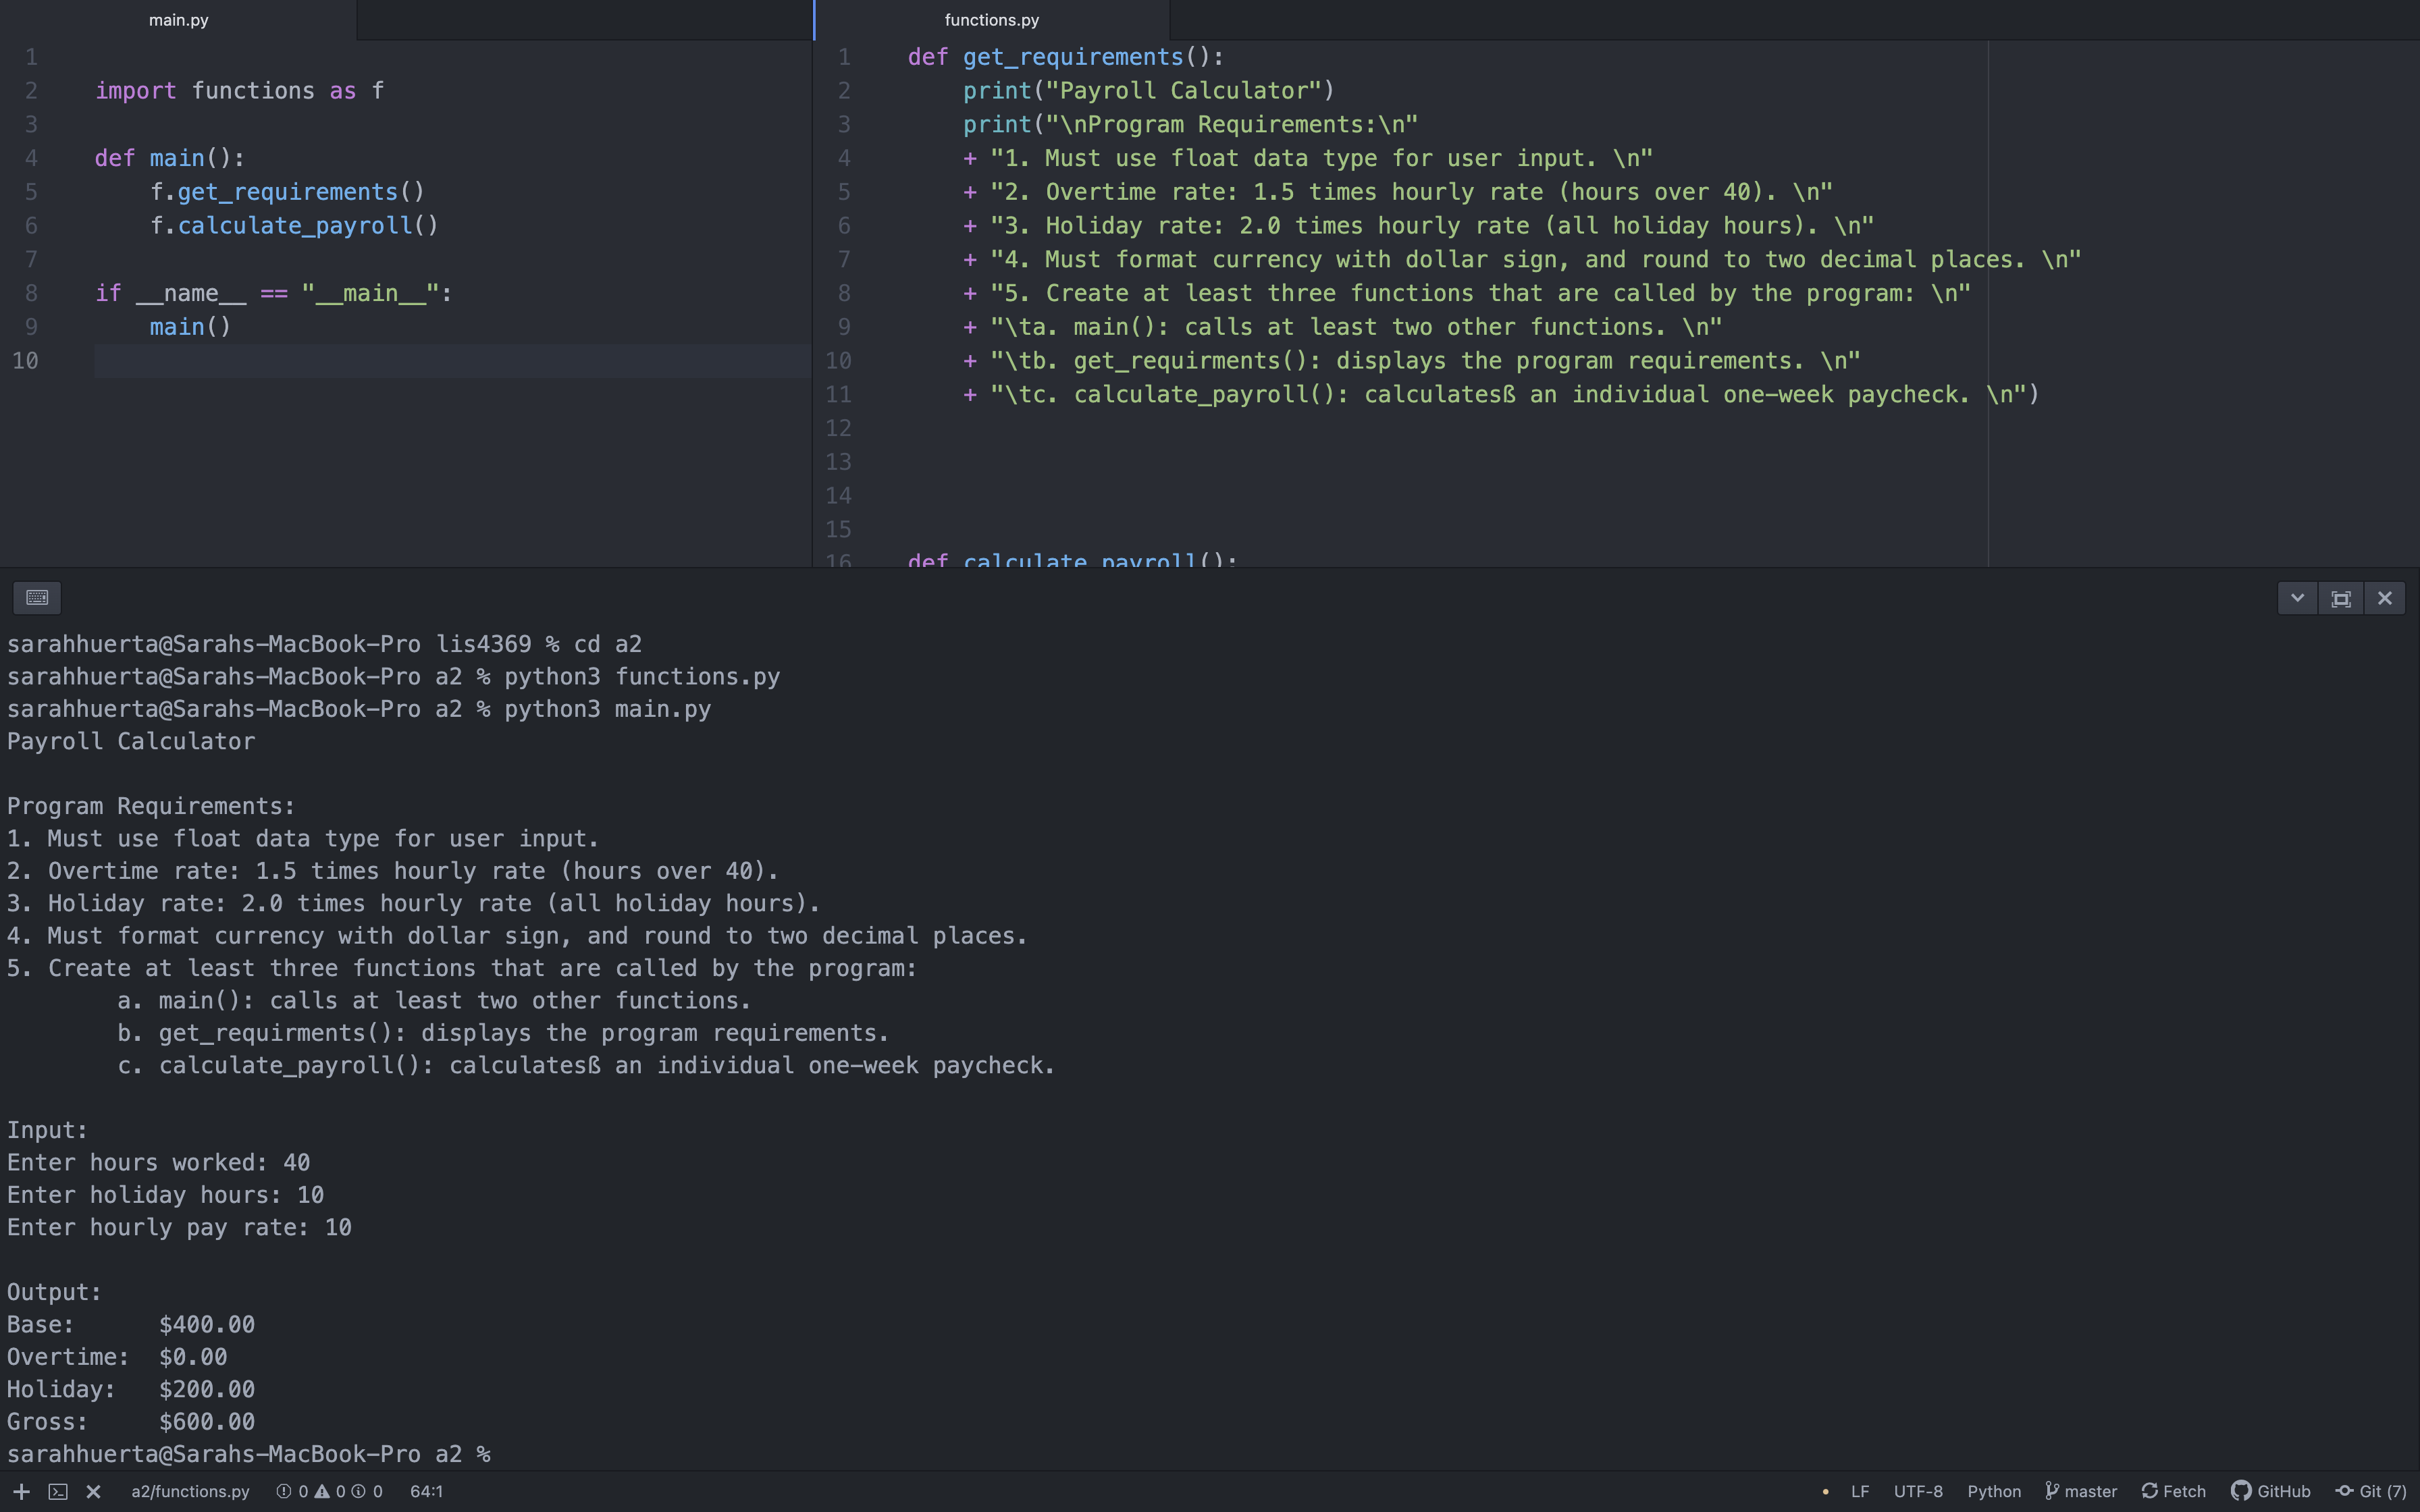 main.py
1
2 import functions as f
3
4 def main():
5     f.get_requirements()
6     f.calculate_payroll()
7
8 if __name__ == "__main__":
9     main()
10
functions.py
1 def get_requirements():
2     print("Payroll Calculator")
3     print("\nProgram Requirements:\n"
4     + "1. Must use float data type for user input. \n"
5     + "2. Overtime rate: 1.5 times hourly rate (hours over 40). \n"
6     + "3. Holiday rate: 2.0 times hourly rate (all holiday hours). \n"
7     + "4. Must format currency with dollar sign, and round to two decimal places. \n"
8     + "5. Create at least three functions that are called by the program: \n"
9     + "\ta. main(): calls at least two other functions. \n"
10     + "\tb. get_requirments(): displays the program requirements. \n"
11     + "\tc. calculate_payroll(): calculatesß an individual one-week paycheck. \n")
12
13
14
15
16 def calculate_payroll():
sarahhuerta@Sarahs-MacBook-Pro lis4369 % cd a2
sarahhuerta@Sarahs-MacBook-Pro a2 % python3 functions.py
sarahhuerta@Sarahs-MacBook-Pro a2 % python3 main.py
Payroll Calculator
Program Requirements:
1. Must use float data type for user input.
2. Overtime rate: 1.5 times hourly rate (hours over 40).
3. Holiday rate: 2.0 times hourly rate (all holiday hours).
4. Must format currency with dollar sign, and round to two decimal places.
5. Create at least three functions that are called by the program:
        a. main(): calls at least two other functions.
        b. get_requirments(): displays the program requirements.
        c. calculate_payroll(): calculatesß an individual one-week paycheck.
Input:
Enter hours worked: 40
Enter holiday hours: 10
Enter hourly pay rate: 10
Output:
Base:      $400.00
Overtime:  $0.00
Holiday:   $200.00
Gross:     $600.00
sarahhuerta@Sarahs-MacBook-Pro a2 %
a2/functions.py 0 0 0 64:1 LF UTF-8 Python master Fetch GitHub Git (7)